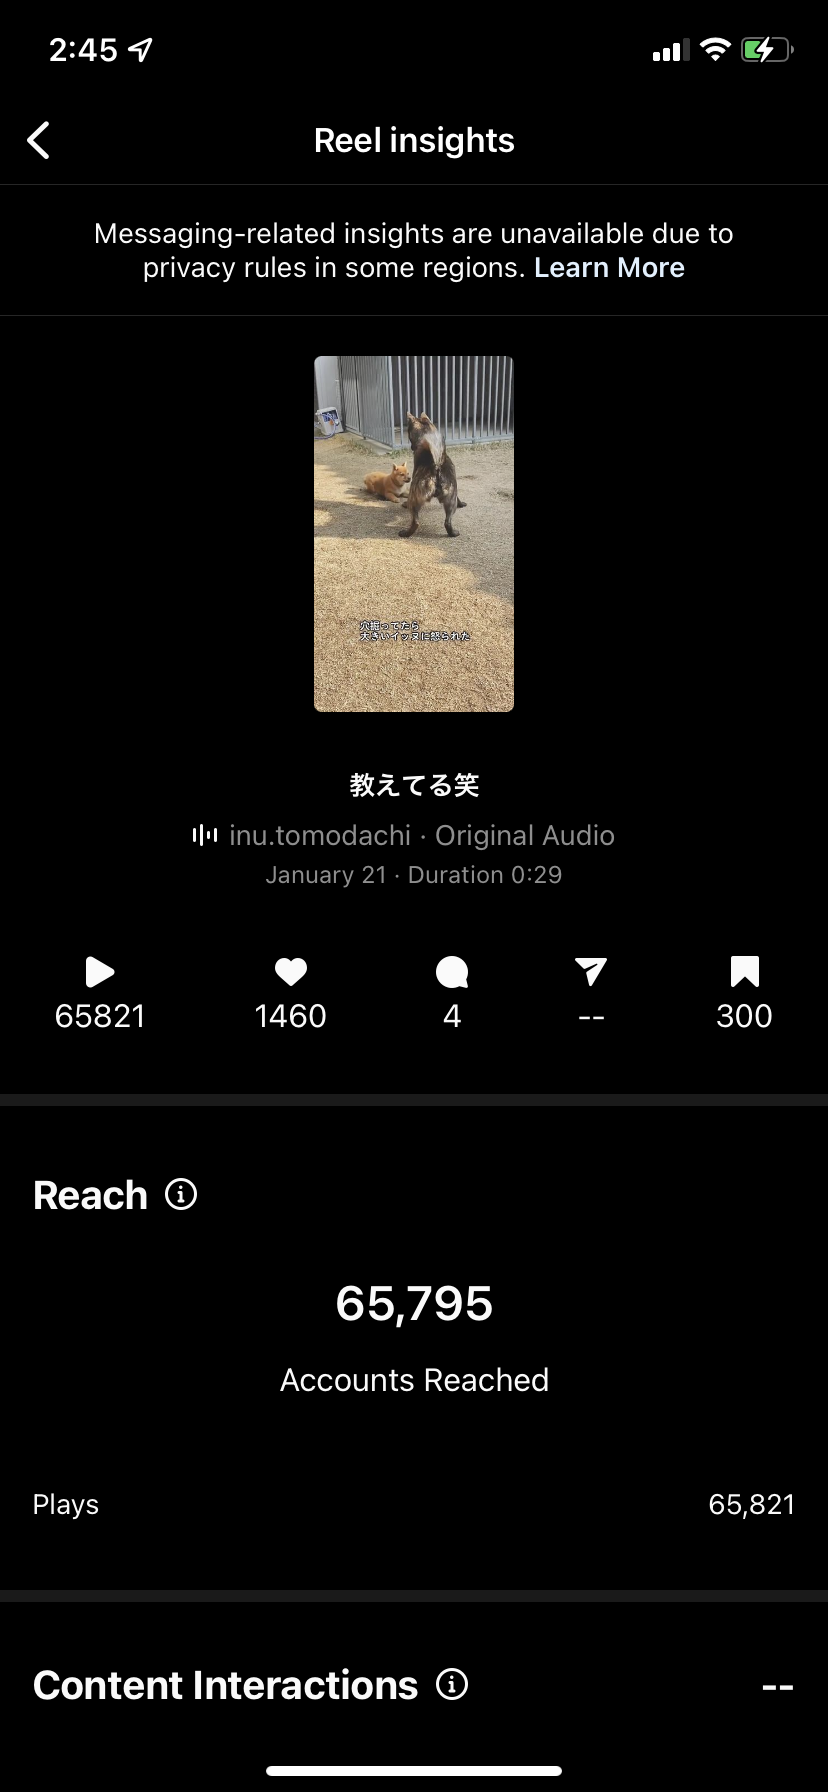 2:45
Reel insights
Messaging-related insights are unavailable due to
privacy rules in some regions. Learn More
穴掘ってたら
大きいイッヌに怒られた
教えてる笑
inu.tomodachi · Original Audio
January 21 · Duration 0:29
65821 1460 4 -- 300
Reach
65,795
Accounts Reached
Plays 65,821
Content Interactions --